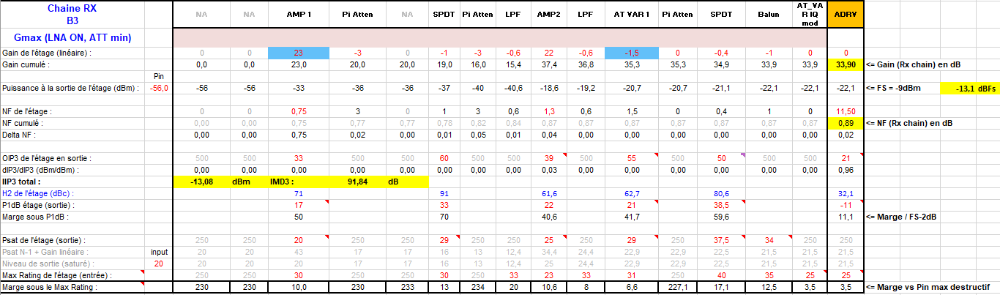 Chaine RX B3 NA NA AMP 1 Pi Atten NA SPDT Pi Atten LPF AMP2 LPF AT VAR 1 Pi Atten SPDT Balun AT_VAR IQ mod ADRV
Gmax (LNA ON, ATT min)
Gain de l'étage (linéaire) : 0 0 23 -3 0 -1 -3 -0,6 22 -0,6 -1,5 0 -0,4 -1 0 0
Gain cumulé : 0,0 0,0 23,0 20,0 20,0 19,0 16,0 15,4 37,4 36,8 35,3 35,3 34,9 33,9 33,9 33,90 <= Gain (Rx chain) en dB
Pin
Puissance à la sortie de l'étage (dBm) : -56,0 -56 -56 -33 -36 -36 -37 -40 -40,6 -18,6 -19,2 -20,7 -20,7 -21,1 -22,1 -22,1 -22,1 <= FS = -9dBm -13,1 dBFs
NF de l'étage : 0 0 0,75 3 0 1 3 0,6 1,3 0,6 1,5 0 0,4 1 0 11,50
NF cumulé : 0,00 0,00 0,75 0,77 0,77 0,78 0,82 0,84 0,87 0,87 0,87 0,87 0,87 0,87 0,87 0,89 <= NF (Rx chain) en dB
Delta NF : 0,00 0,00 0,75 0,02 0,00 0,01 0,05 0,01 0,04 0,00 0,00 0,00 0,00 0,00 0,00 0,02
OIP3 de l'étage en sortie : 500 500 33 500 500 60 500 500 39 500 55 500 50 500 500 21
dIP3/dIP3 (dBm/dBm) : 0,00 0,00 0,00 0,00 0,00 0,00 0,00 0,00 0,03 0,00 0,00 0,00 0,00 0,00 0,00 0,96
IIP3 total : -13,08 dBm IMD3 : 91,84 dB
H2 de l'étage (dBc) : 71 91 61,6 62,7 80,6 32,1
P1dB étage (sortie) : 17 33 22 21 38,5 -11
Marge sous P1dB : 50 70 40,6 41,7 59,6 11,1 <= Marge / FS-2dB
Psat de l'étage (sortie) : 250 250 20 250 250 29 250 250 25 250 29 250 37,5 34 250 250
Psat N-1 + Gain linéaire : input 20 20 43 17 17 16 13 12,4 34,4 24,4 22,9 22,9 22,5 21,5 21,5 21,5
Niveau de sortie (saturé) : 20 20 20 20 17 17 16 13 12,4 25 24,4 22,9 22,9 22,5 21,5 21,5 21,5
Max Rating de l'étage (entrée) : 250 250 30 250 250 30 250 33 23 33 31 250 40 35 25 25
Marge sous le Max Rating : 230 230 10,0 230 233 13 234 20 10,6 8 6,6 227,1 17,1 12,5 3,5 3,5 <= Marge vs Pin max destructif